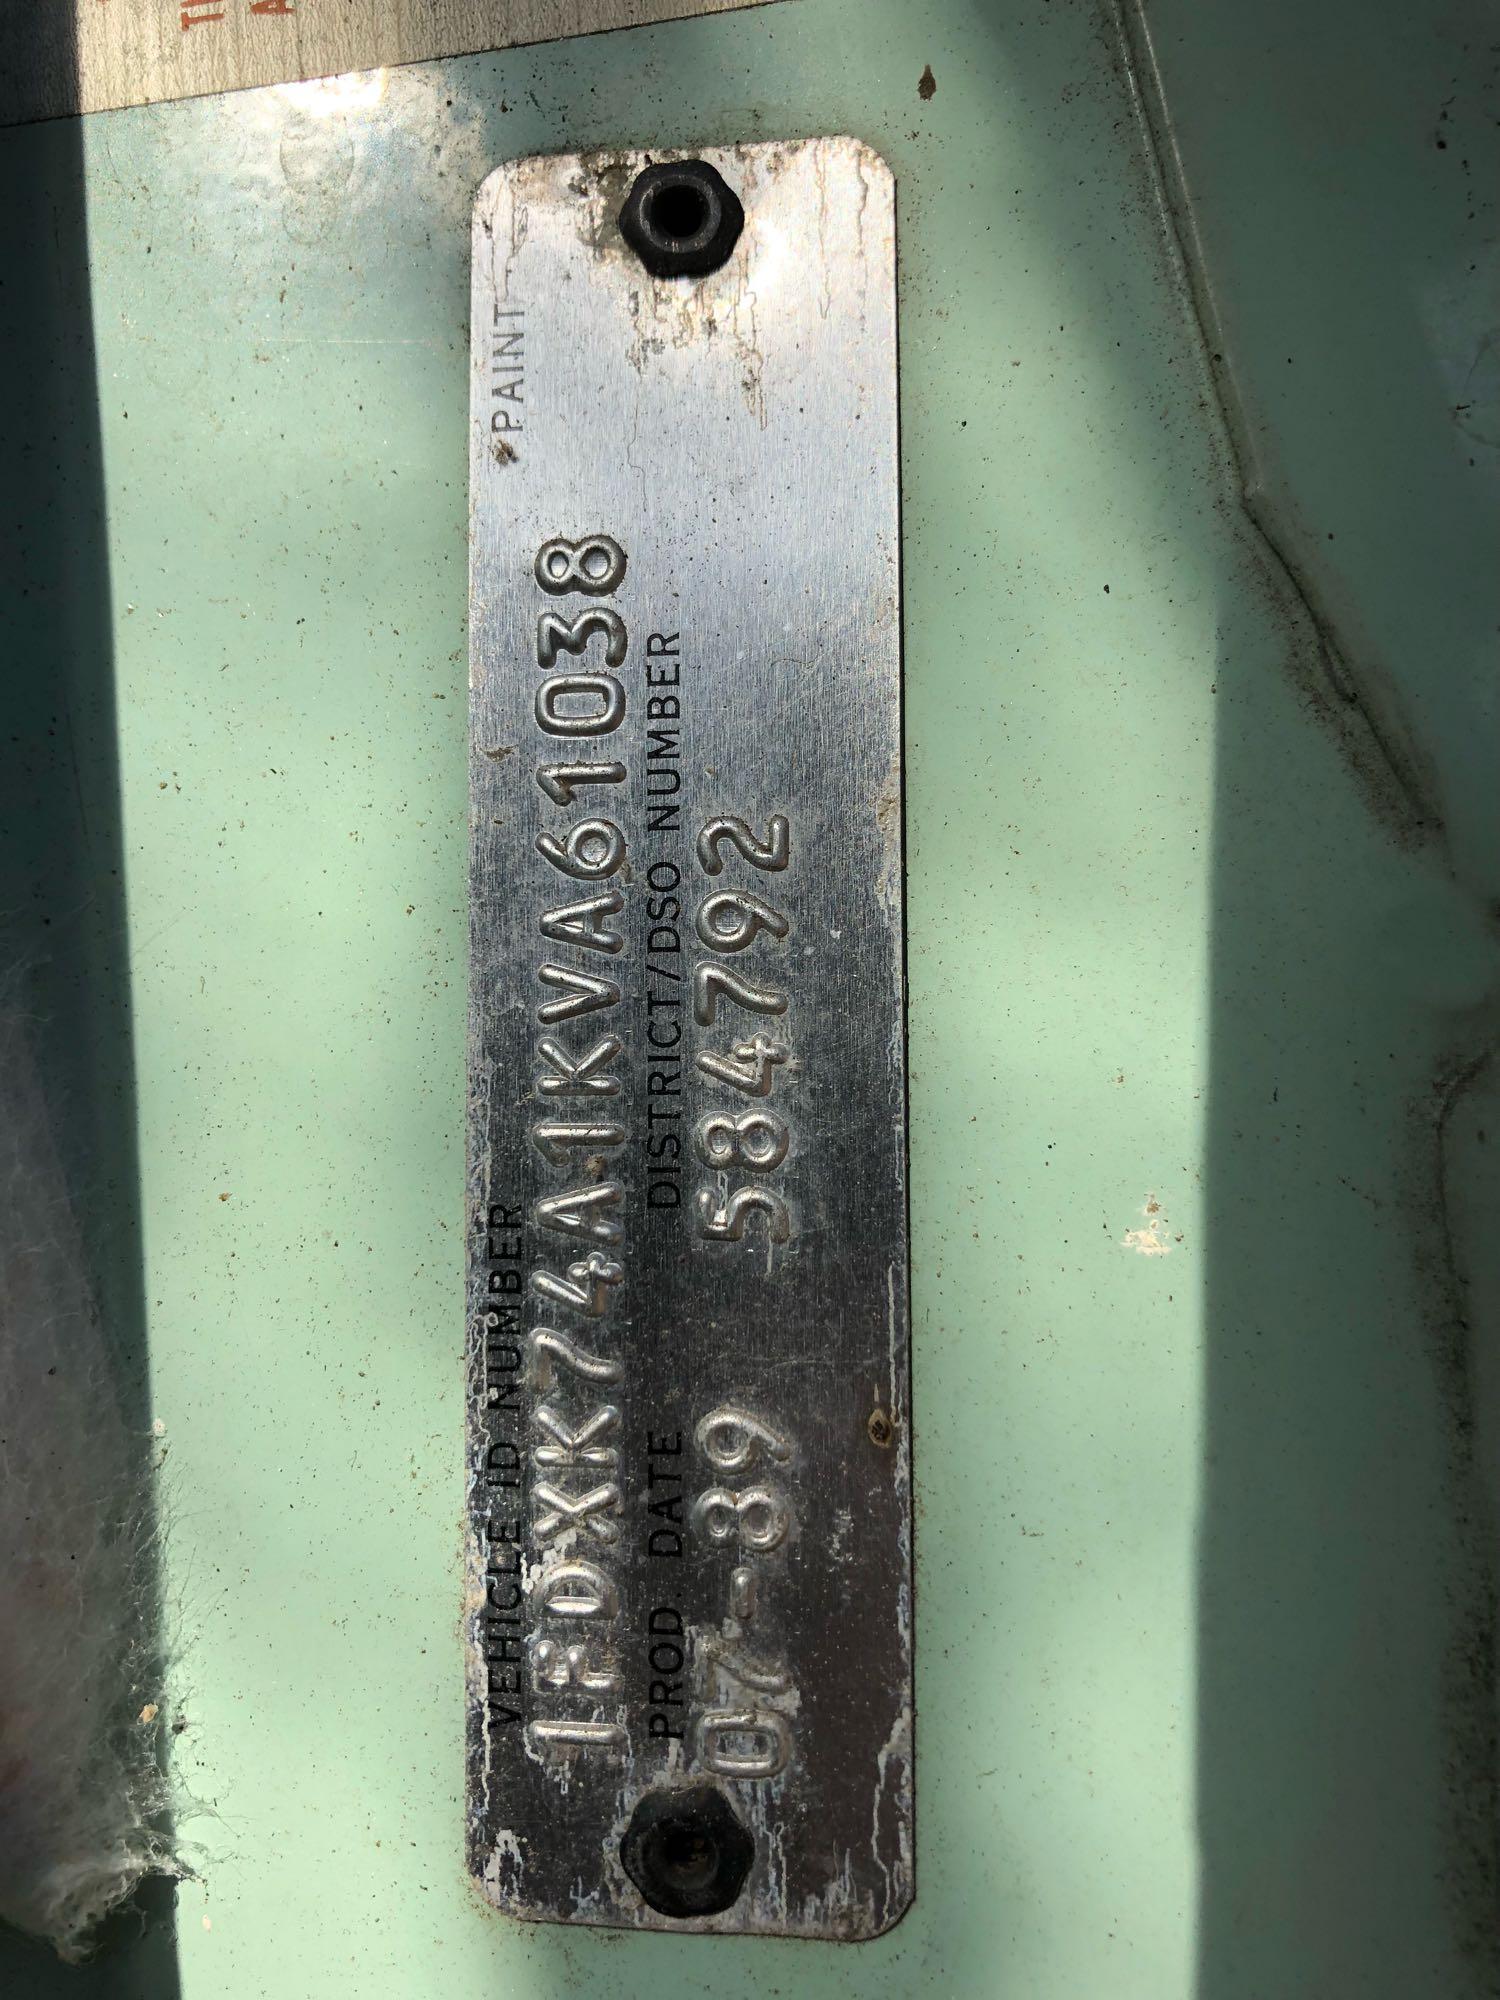 VEHICLE ID NUMBER *PAINT
1FDXK74A1KVA61038
PROD. DATE DISTRICT/DSO NUMBER
07-89 584792